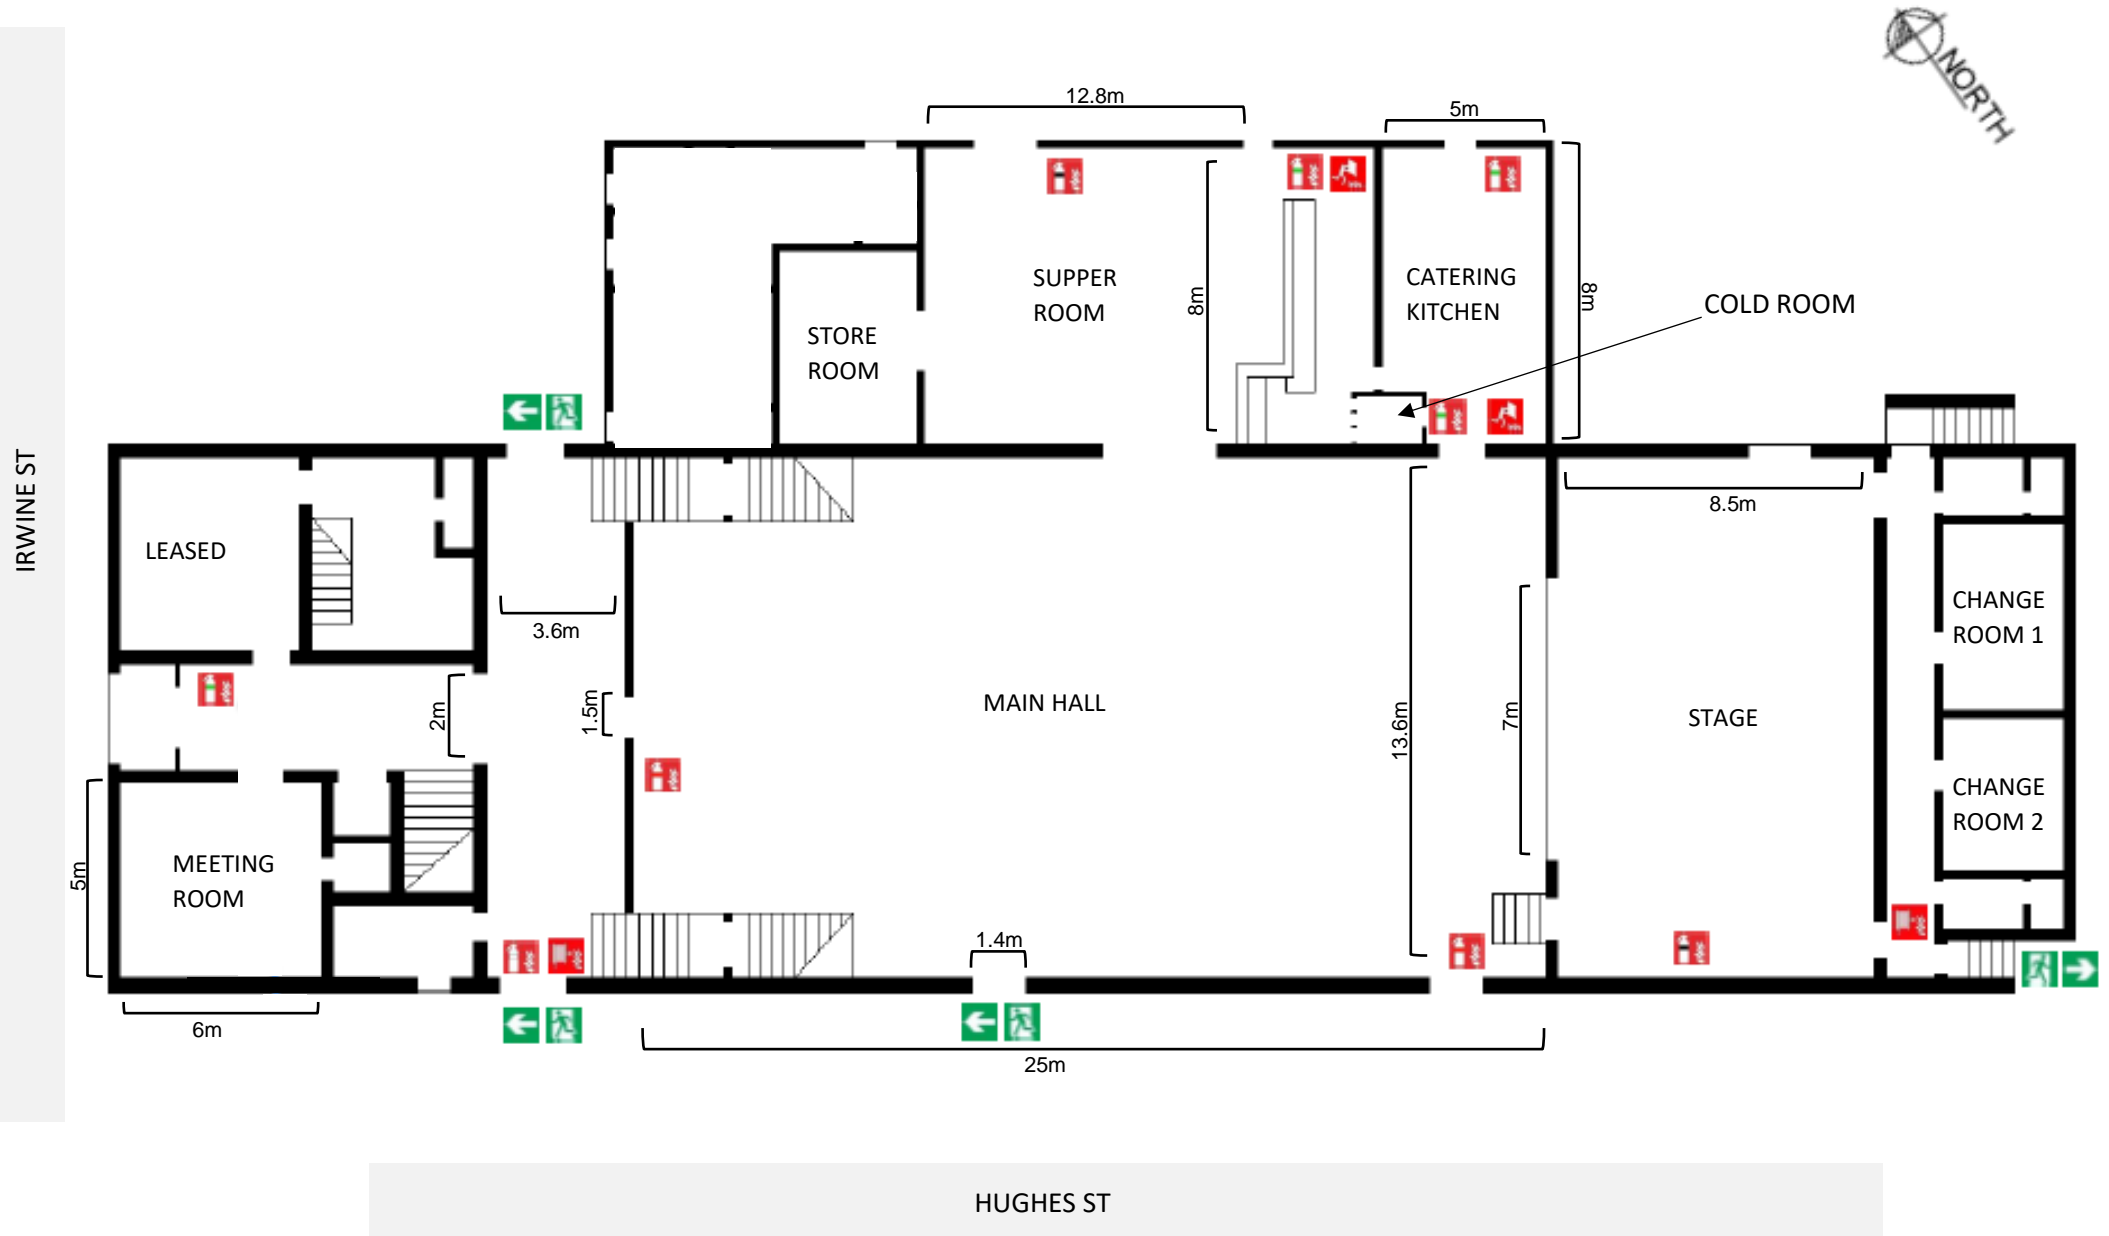 NORTH
12.8m
5m
SUPPER
ROOM
8m
CATERING
KITCHEN
8m
COLD ROOM
STORE
ROOM
IRWINE ST
LEASED
8.5m
3.6m
CHANGE
ROOM 1
2m
1.5m
MAIN HALL
13.6m
7m
STAGE
CHANGE
ROOM 2
5m
MEETING
ROOM
1.4m
6m
25m
HUGHES ST